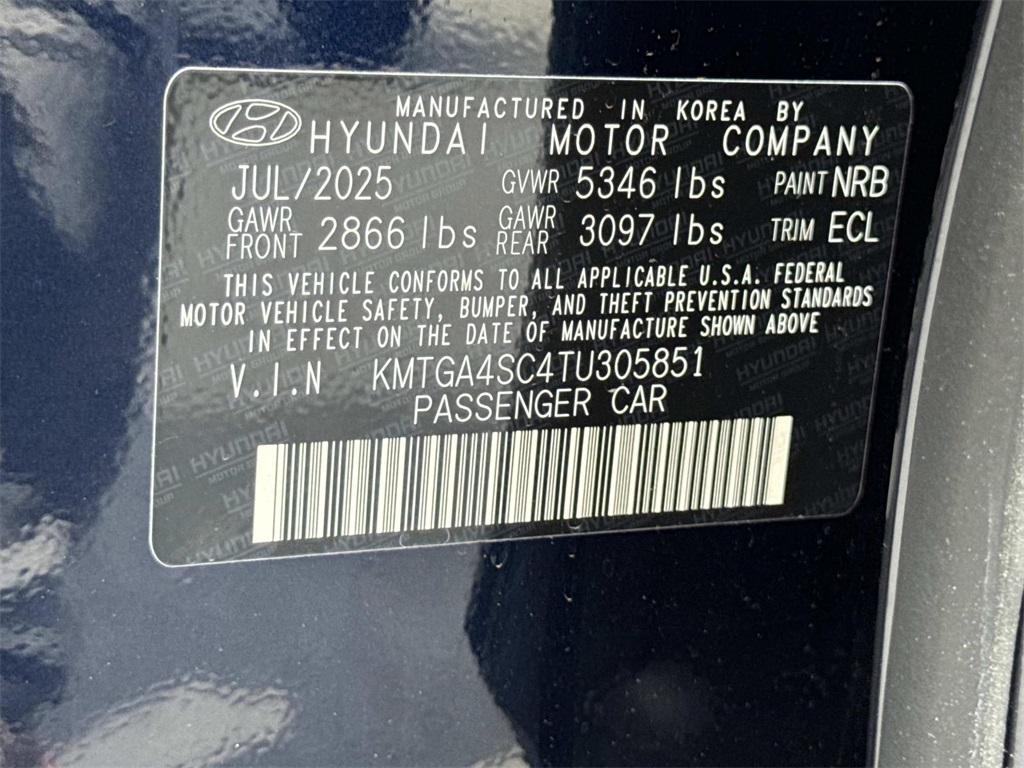 MANUFACTURED IN KOREA BY
HYUNDAI MOTOR COMPANY
JUL/2025 GVWR 5346 lbs PAINT NRB
GAWR FRONT 2866 lbs GAWR REAR 3097 lbs TRIM ECL
THIS VEHICLE CONFORMS TO ALL APPLICABLE U.S.A. FEDERAL
MOTOR VEHICLE SAFETY, BUMPER, AND THEFT PREVENTION STANDARDS
IN EFFECT ON THE DATE OF MANUFACTURE SHOWN ABOVE
V.I.N KMTGA4SC4TU305851
PASSENGER CAR